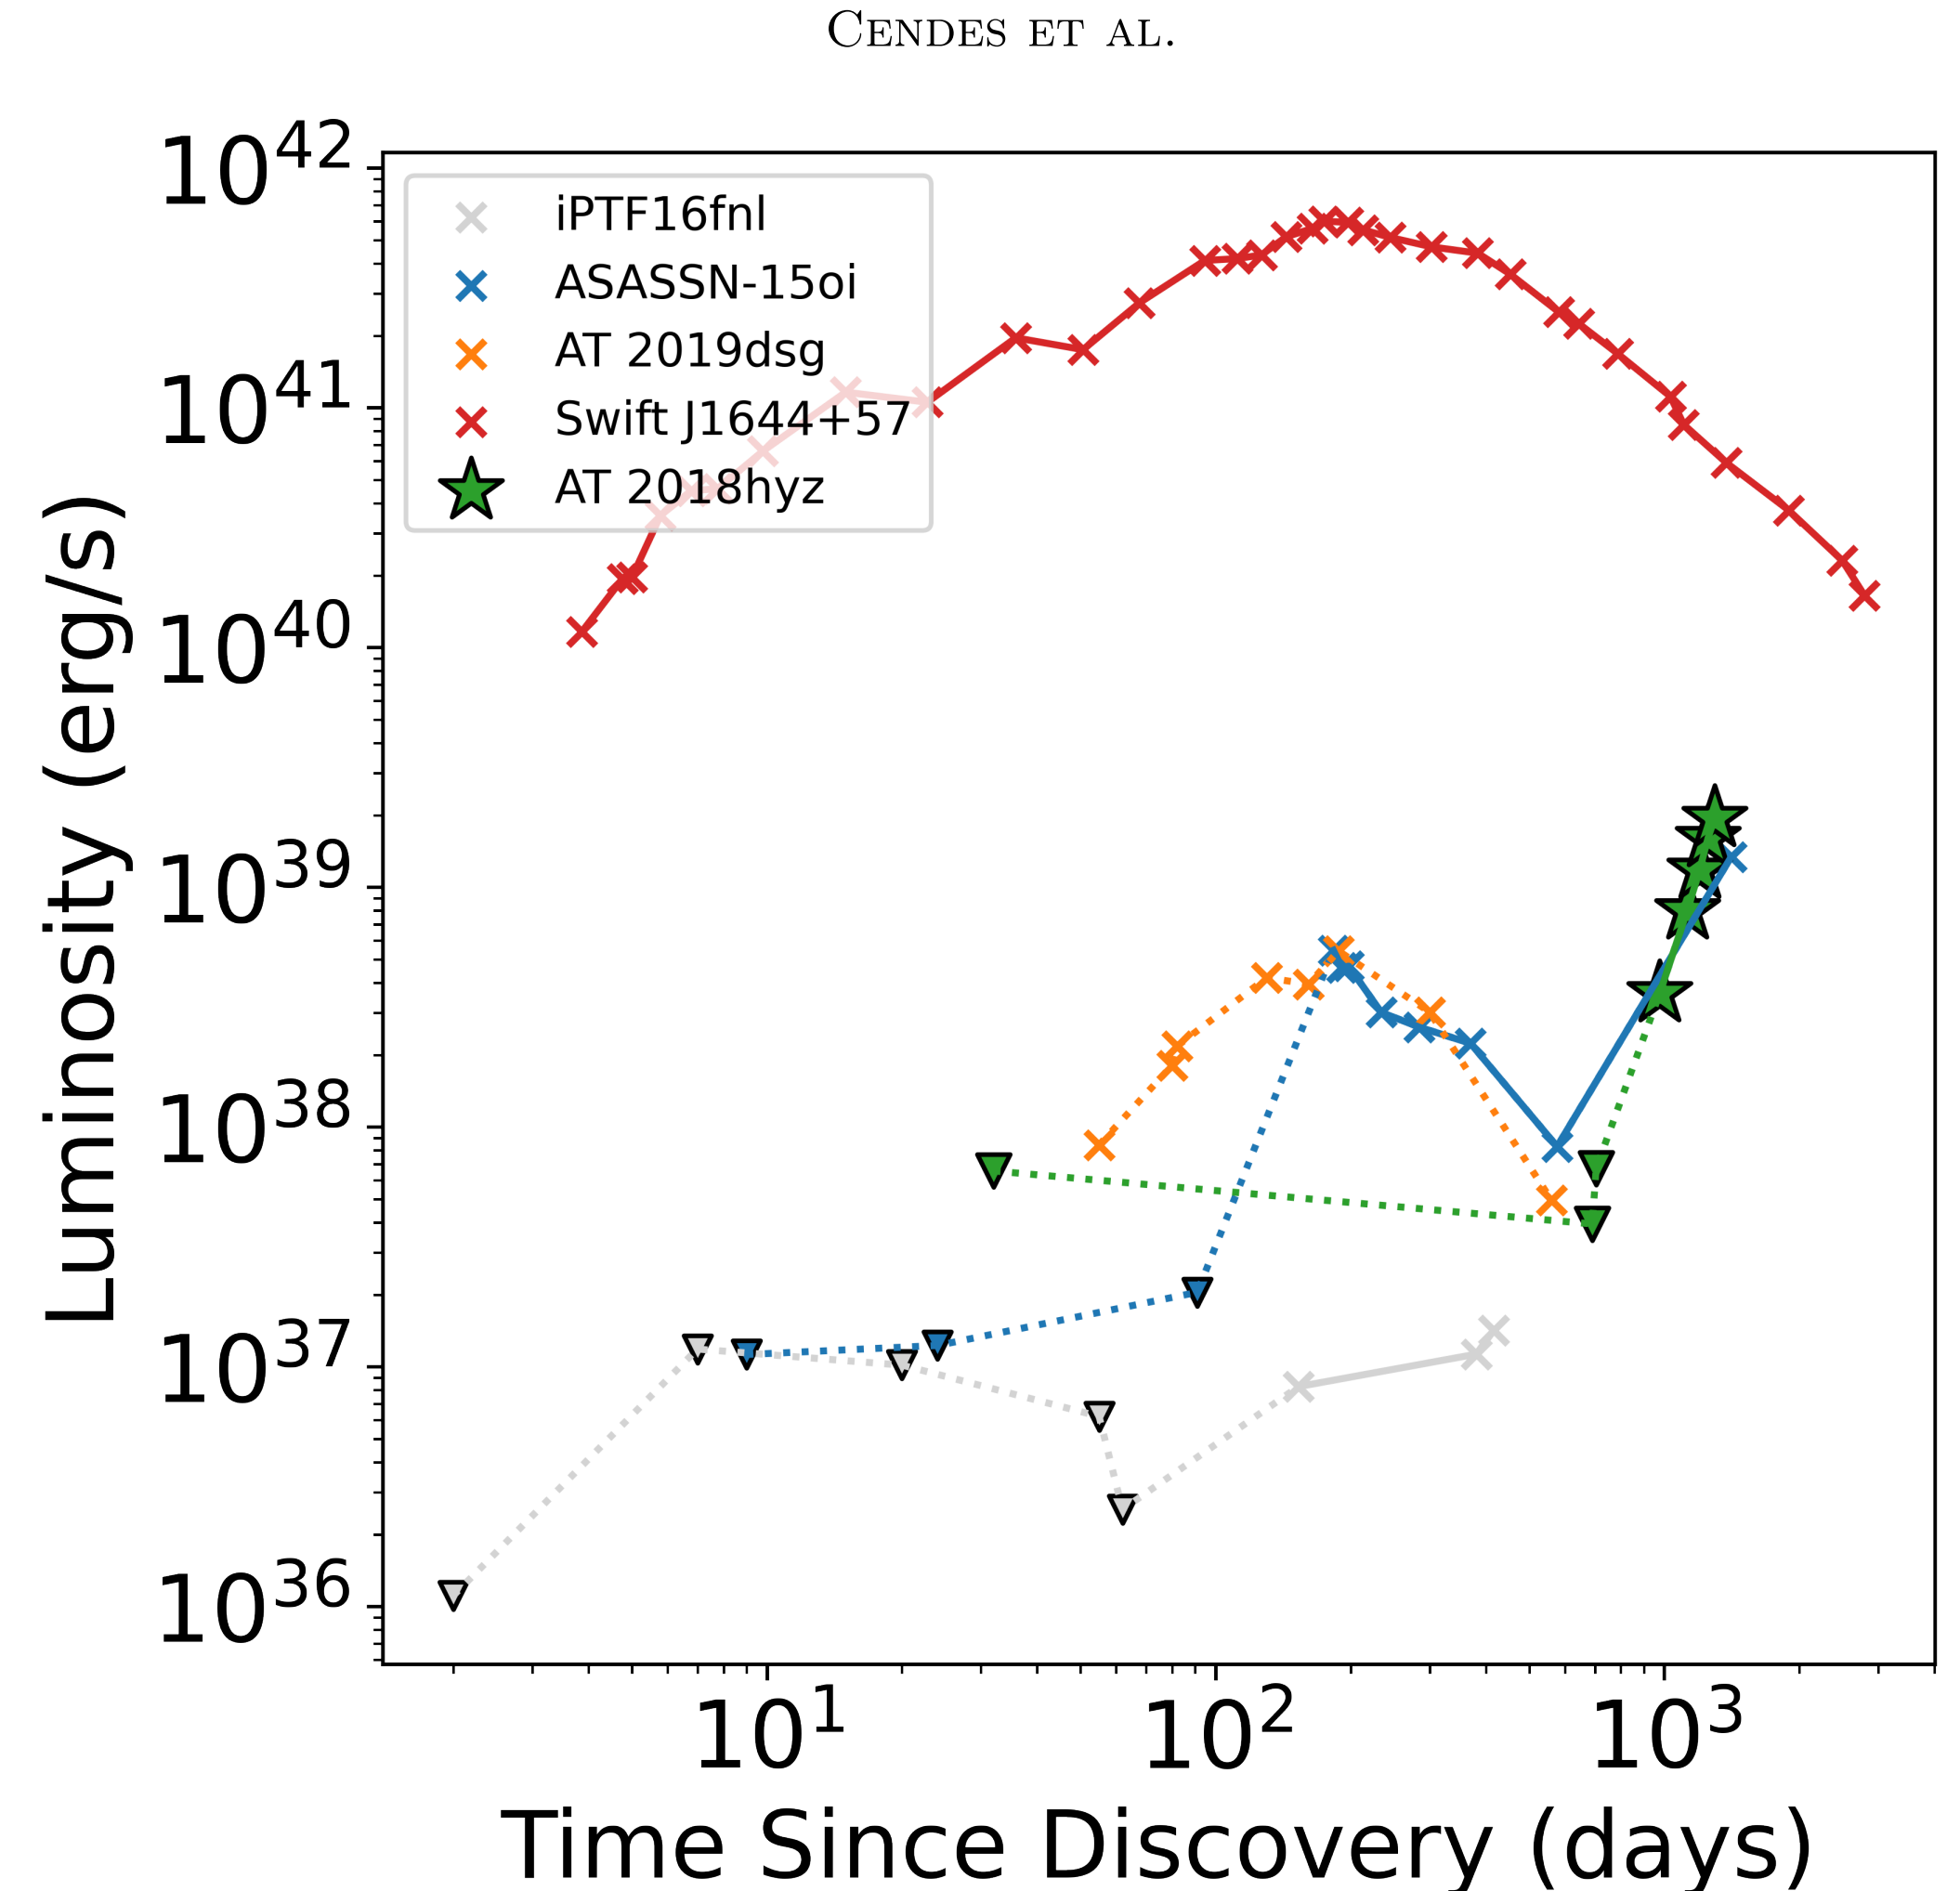 CENDES ET AL.
10^42
10^41
10^40
10^39
10^38
10^37
10^36
Luminosity (erg/s)
iPTF16fnl
ASASSN-15oi
AT 2019dsg
Swift J1644+57
AT 2018hyz
10^1
10^2
10^3
Time Since Discovery (days)